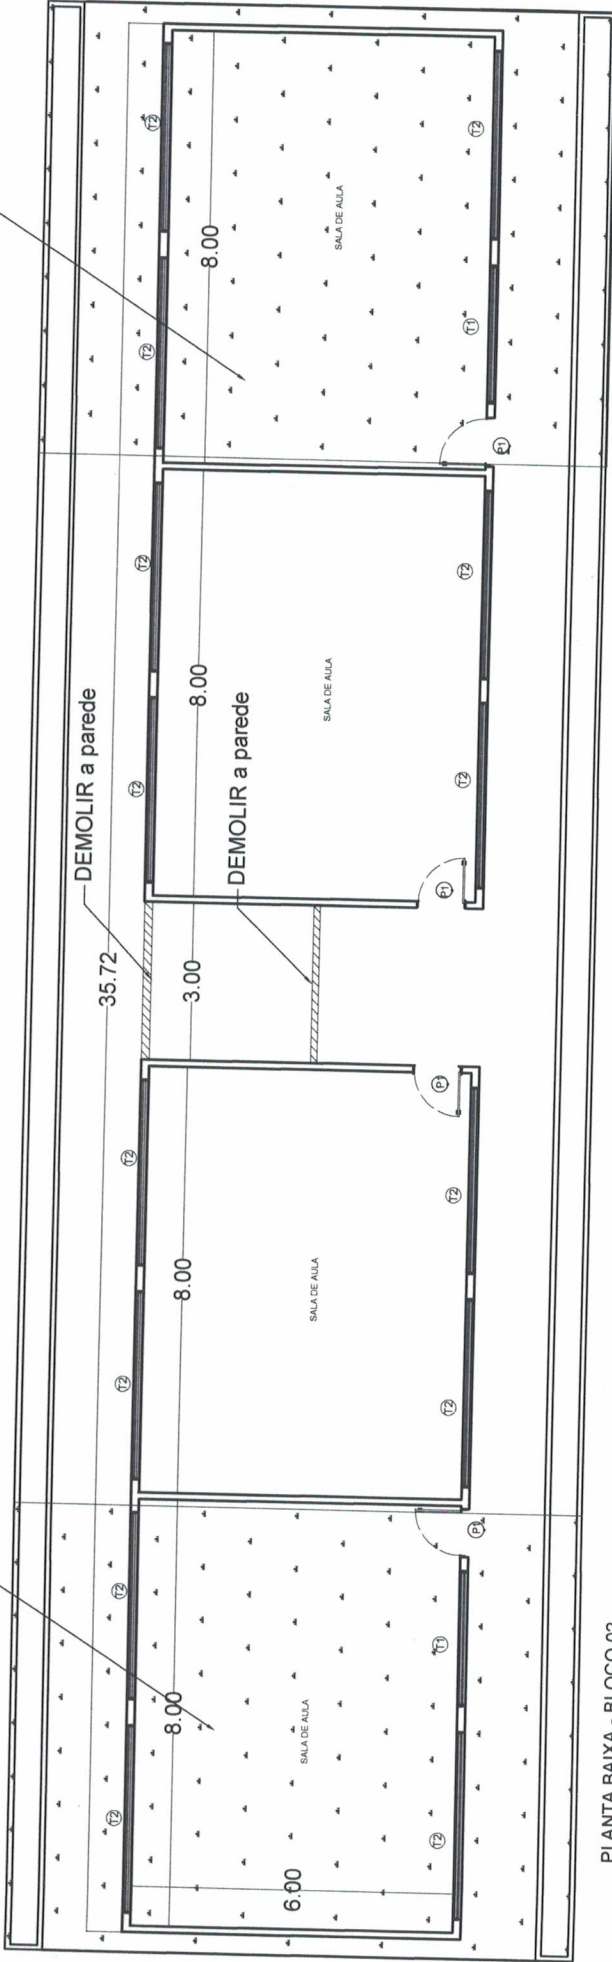 DEMOLIR a parede
35.72
T2
T2
T2
T2
T2
T2
T2
T2
8.00
8.00
3.00
8.00
8.00
DEMOLIR a parede
SALA DE AULA
SALA DE AULA
SALA DE AULA
SALA DE AULA
6.00
T2
T1
P1
T2
T2
P1
P1
T2
T2
P1
T1
T2
PLANTA BAIXA - BLOCO 02